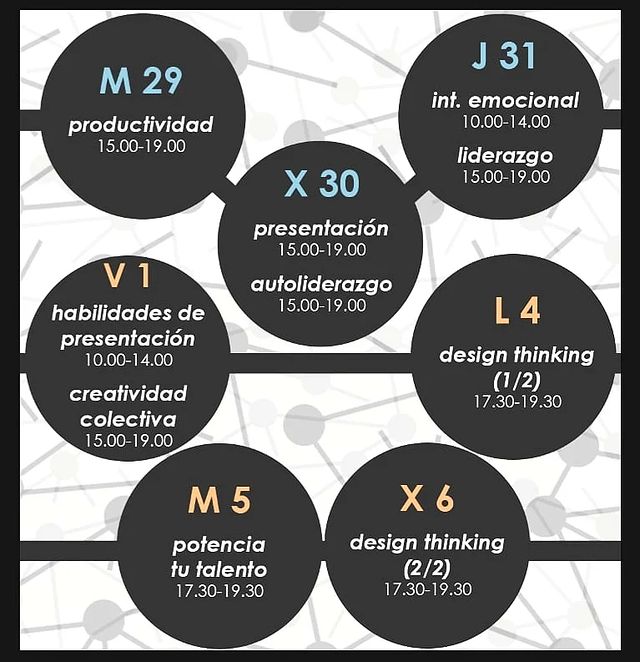 M 29
productividad
15.00-19.00
X 30
presentación
15.00-19.00
autoliderazgo
15.00-19.00
J 31
int. emocional
10.00-14.00
liderazgo
15.00-19.00
V 1
habilidades de
presentación
10.00-14.00
creatividad
colectiva
15.00-19.00
L 4
design thinking
(1/2)
17.30-19.30
M 5
potencia
tu talento
17.30-19.30
X 6
design thinking
(2/2)
17.30-19.30